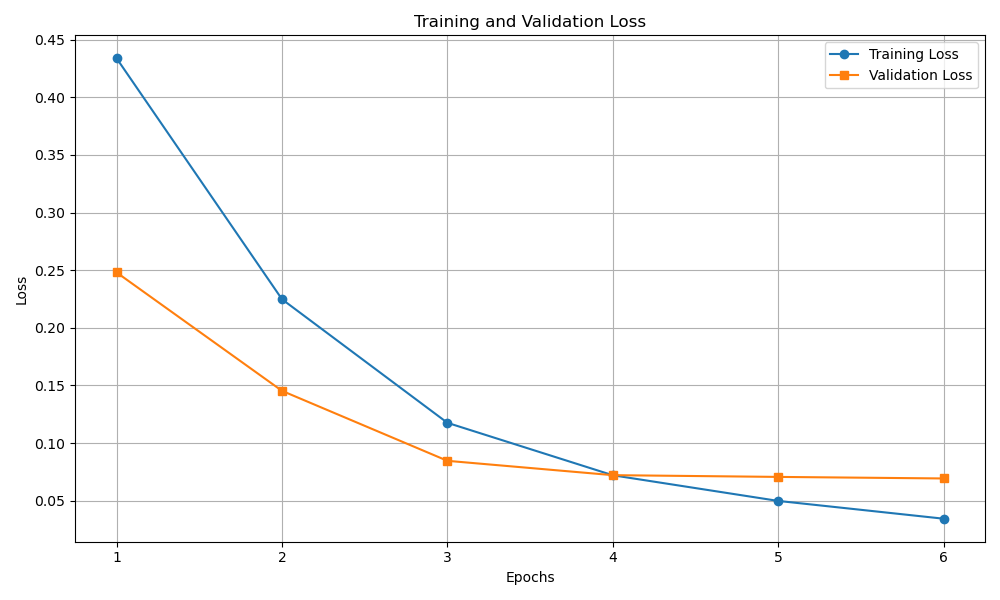 Training and Validation Loss
Training Loss
Validation Loss
0.45
0.40
0.35
0.30
0.25
0.20
0.15
0.10
0.05
Loss
1 2 3 4 5 6
Epochs